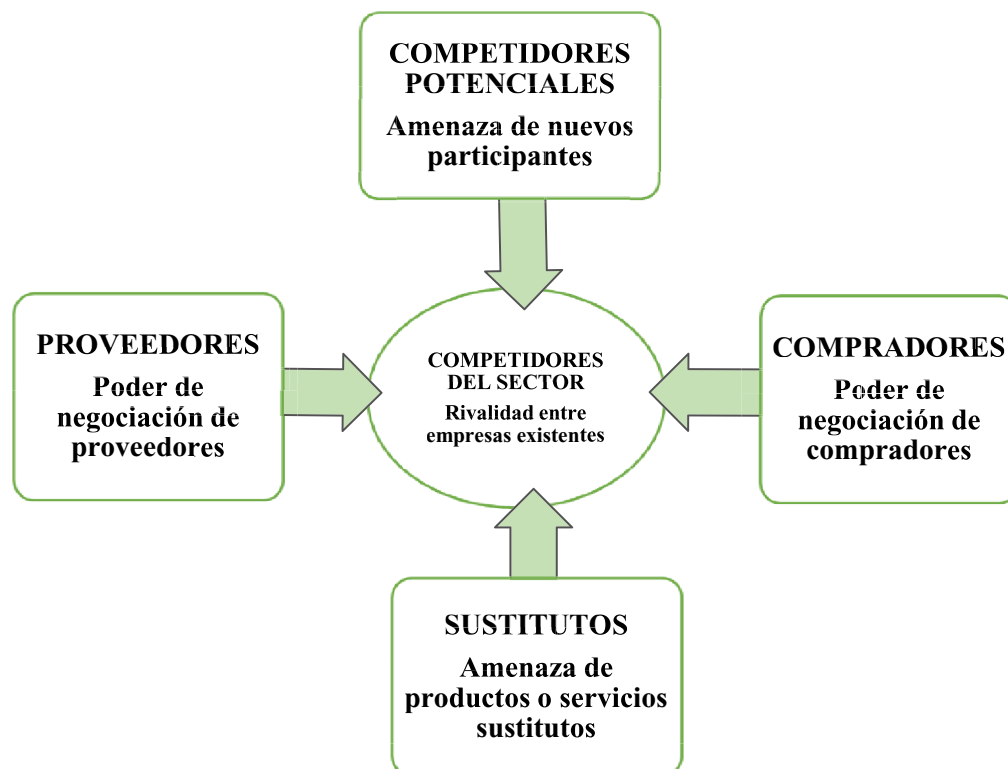 COMPETIDORES
POTENCIALES
Amenaza de nuevos
participantes
PROVEEDORES
Poder de
negociación de
proveedores
COMPETIDORES
DEL SECTOR
Rivalidad entre
empresas existentes
COMPRADORES
Poder de
negociación de
compradores
SUSTITUTOS
Amenaza de
productos o servicios
sustitutos